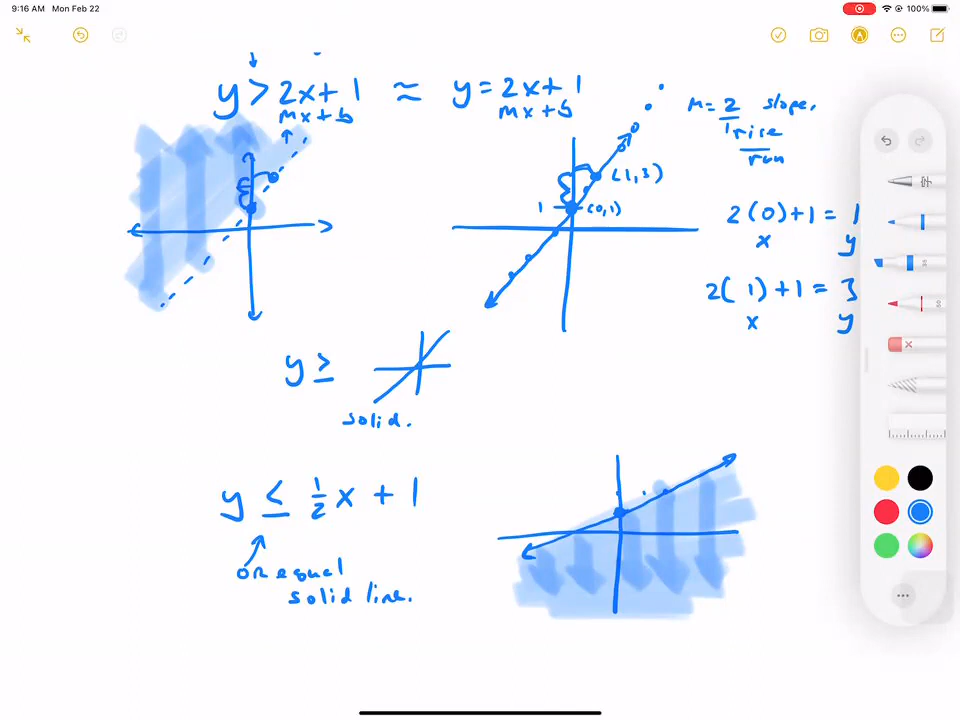 9:16 AM Mon Feb 22
100%
y > 2x + 1 ≈ y = 2x + 1
mx + b
mx + b
m = 2 slope.
1 rise
run
(1,3)
1
(0,1)
2(0)+1 = 1
x y
2(1)+1 = 3
x y
y ≥
solid.
y ≤ 1/2 x + 1
or equal
solid line.